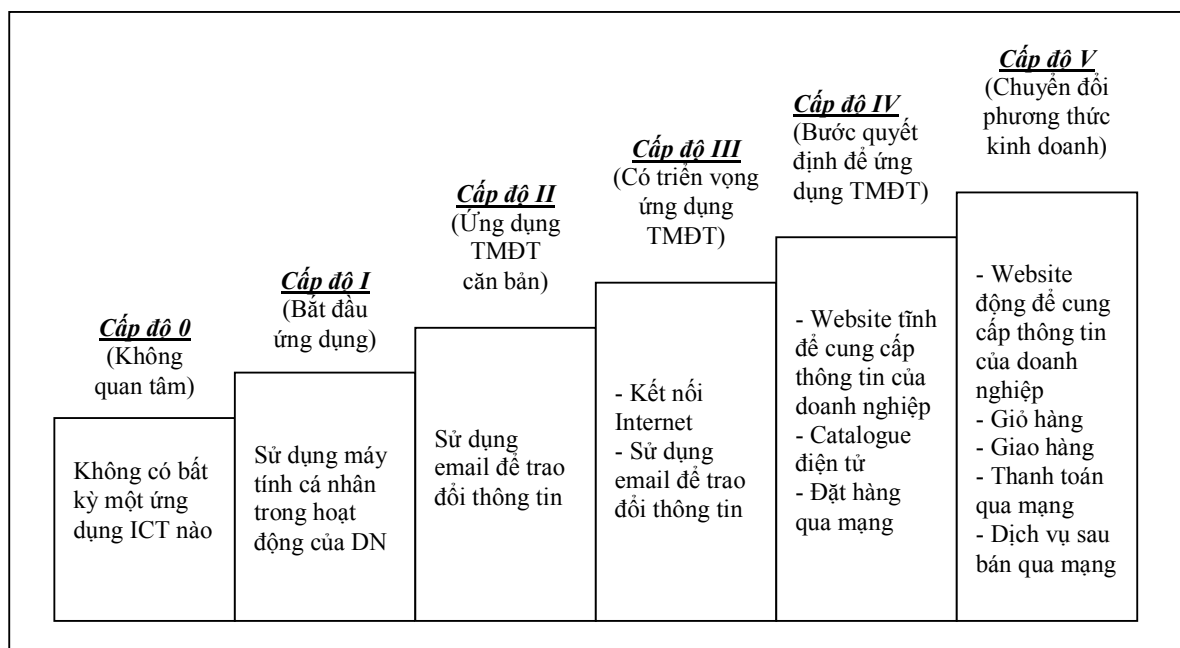 Cấp độ 0
(Không
quan tâm)
Không có bất
kỳ một ứng
dụng ICT nào
Cấp độ I
(Bắt đầu
ứng dụng)
Sử dụng máy
tính cá nhân
trong hoạt
động của DN
Cấp độ II
(Ứng dụng
TMĐT
căn bản)
Sử dụng
email để trao
đổi thông tin
Cấp độ III
(Có triển vọng
ứng dụng
TMĐT)
- Kết nối
Internet
- Sử dụng
email để trao
đổi thông tin
Cấp độ IV
(Bước quyết
định để ứng
dụng TMĐT)
- Website tĩnh
để cung cấp
thông tin của
doanh nghiệp
- Catalogue
điện tử
- Đặt hàng
qua mạng
Cấp độ V
(Chuyển đổi
phương thức
kinh doanh)
- Website
động để cung
cấp thông tin
của doanh
nghiệp
- Giỏ hàng
- Giao hàng
- Thanh toán
qua mạng
- Dịch vụ sau
bán qua mạng